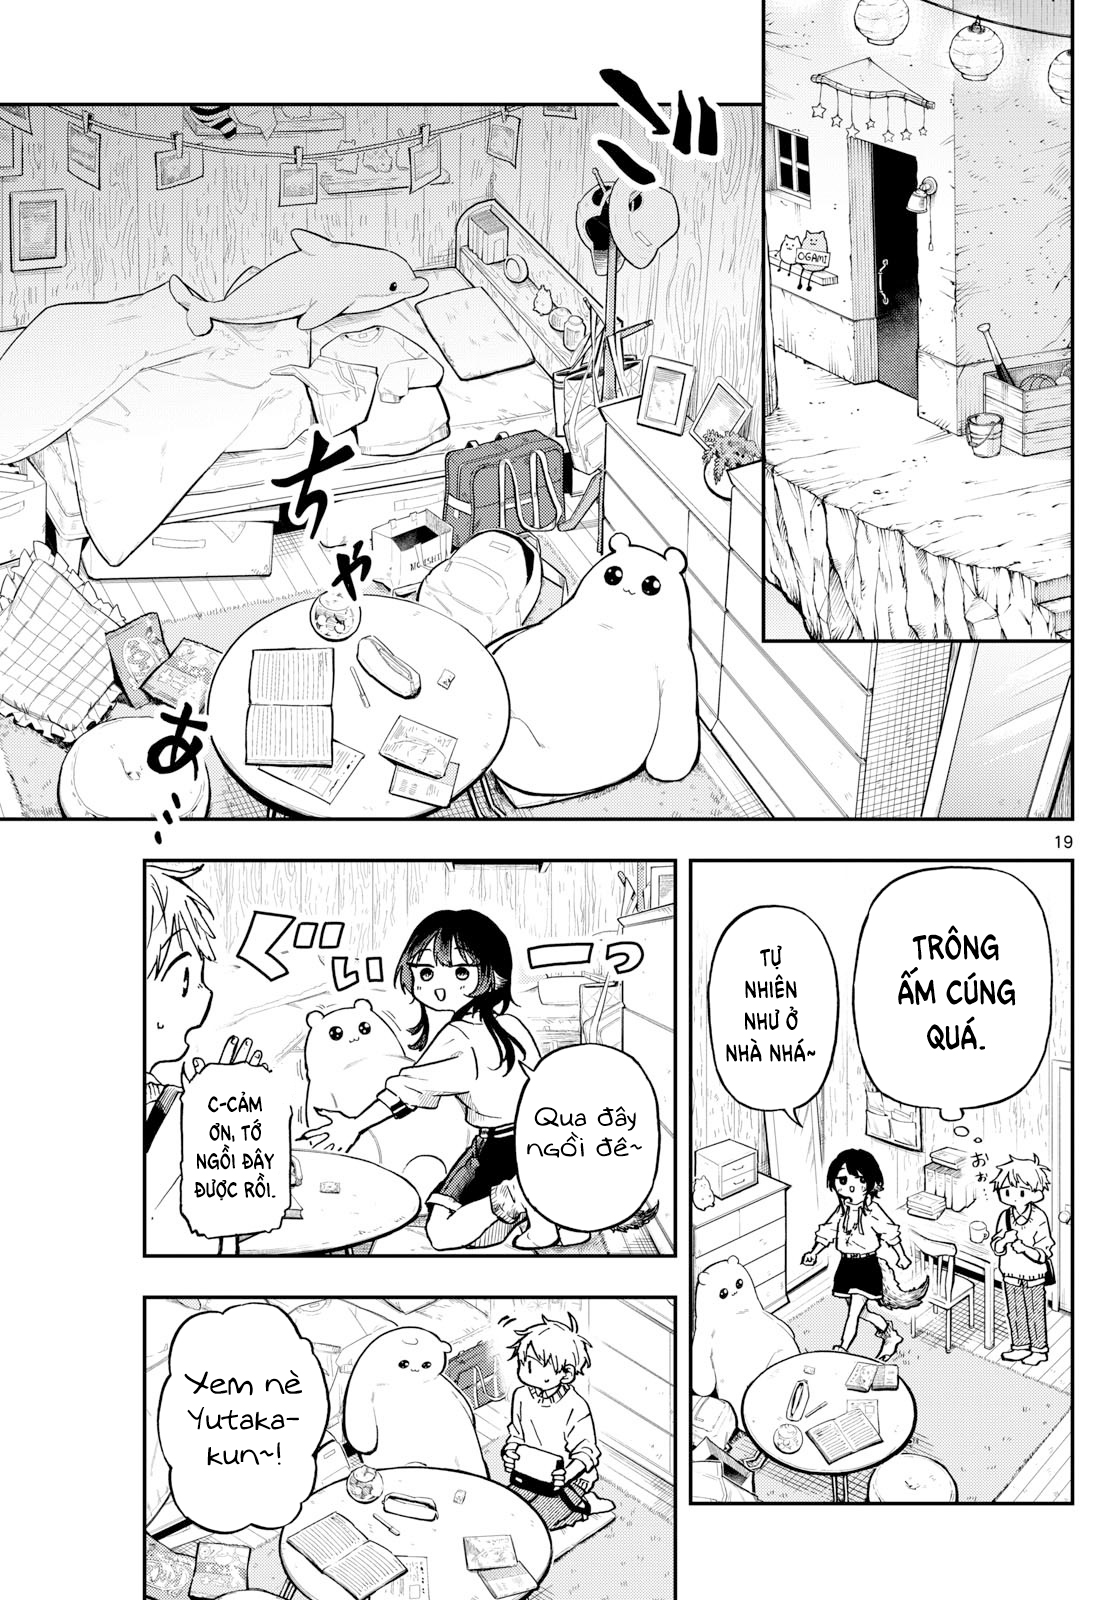 OGAMI
ごちゃあ…
19
TRÔNG
ẤM CÚNG
QUÁ.
TỰ
NHIÊN
NHƯ Ở
NHÀ NHÁ~
おぉ…
ぐいーっ
Qua đây
ngồi đê~
C-CẢM
ƠN, TỚ
NGỒI ĐÂY
ĐƯỢC RỒI.
Xem nè
Yutaka-
kun~!